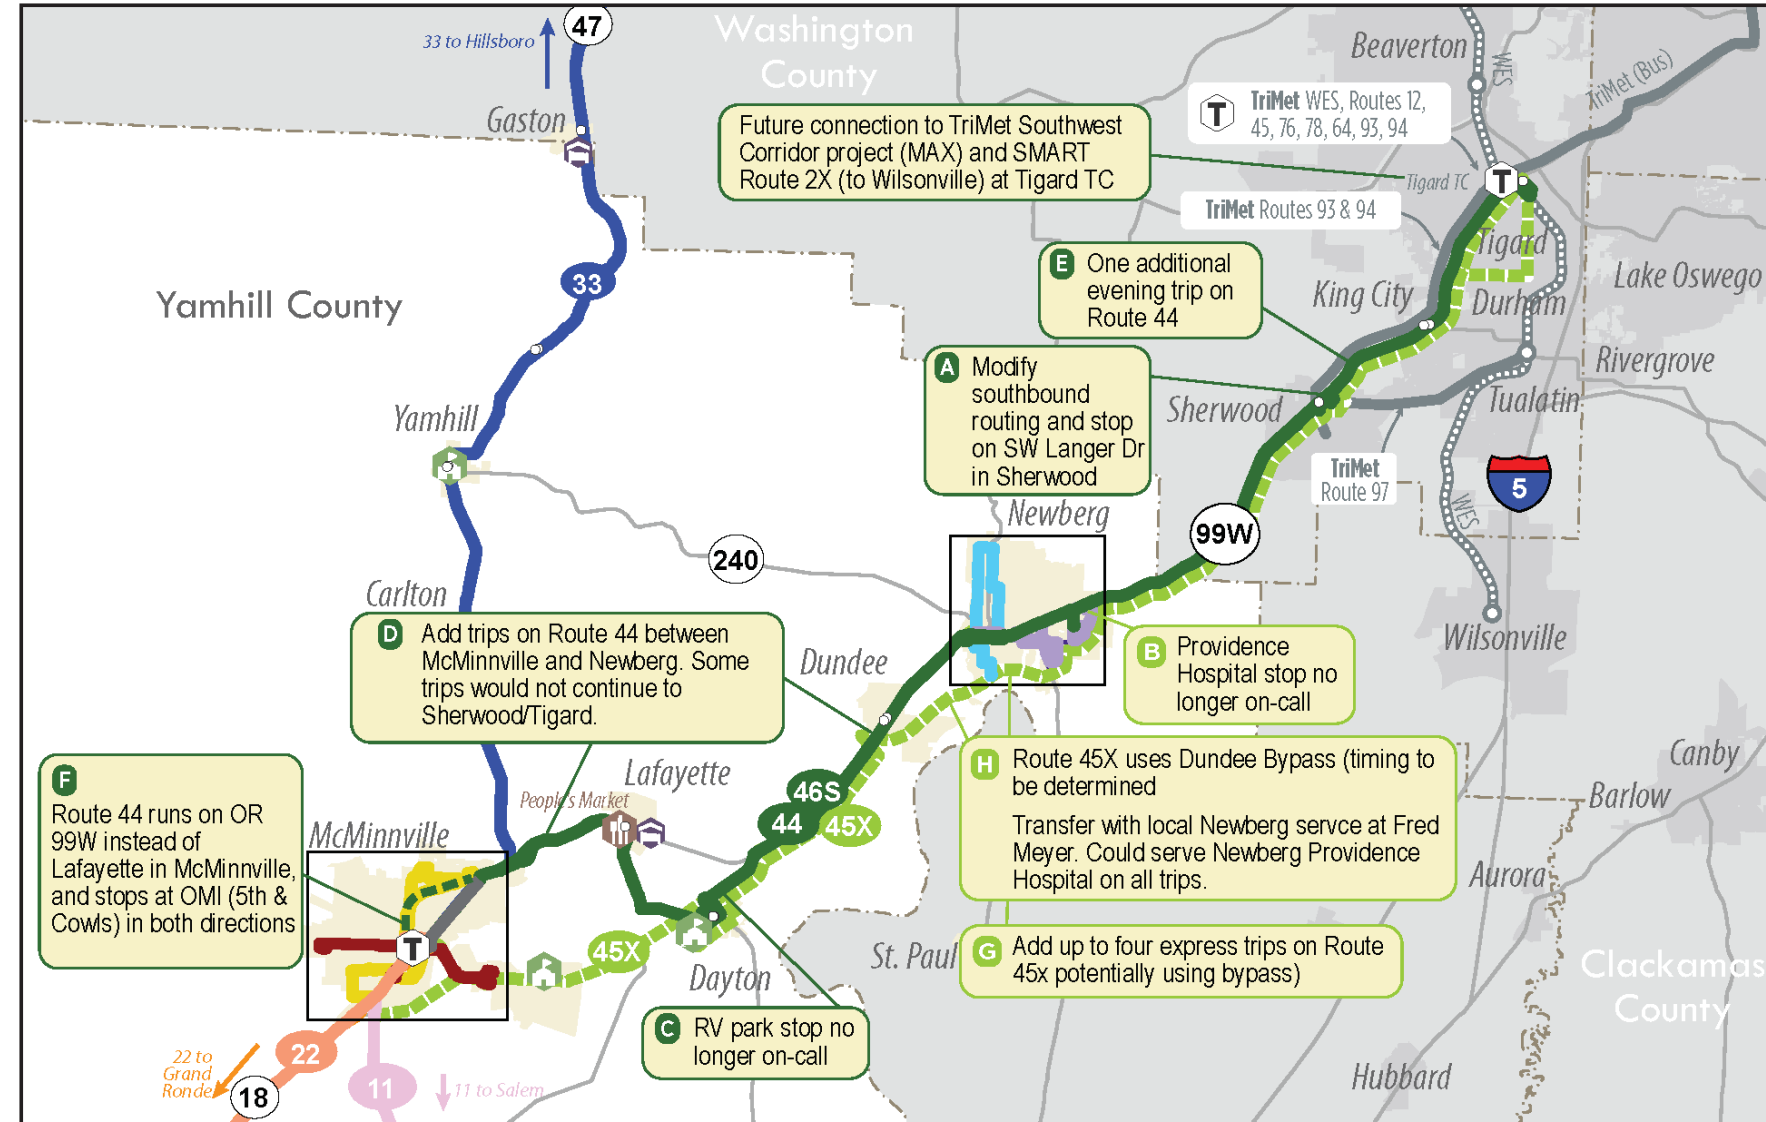 47
33 to Hillsboro
Washington
County
Beaverton
WES
TriMet (Bus)
TriMet WES, Routes 12,
45, 76, 78, 64, 93, 94
Gaston
Future connection to TriMet Southwest
Corridor project (MAX) and SMART
Route 2X (to Wilsonville) at Tigard TC
Tigard TC
T
TriMet Routes 93 & 94
Tigard
E One additional
evening trip on
Route 44
King City
Durham
Lake Oswego
33
Yamhill County
A Modify
southbound
routing and stop
on SW Langer Dr
in Sherwood
Rivergrove
Sherwood
Tualatin
Yamhill
TriMet
Route 97
5
WES
Newberg
99W
240
Carlton
D Add trips on Route 44 between
McMinnville and Newberg. Some
trips would not continue to
Sherwood/Tigard.
Dundee
B Providence
Hospital stop no
longer on-call
Wilsonville
F
Route 44 runs on OR
99W instead of
Lafayette in McMinnville,
and stops at OMI (5th &
Cowls) in both directions
Lafayette
People's Market
46S
44
45X
H Route 45X uses Dundee Bypass (timing to
be determined
Transfer with local Newberg servce at Fred
Meyer. Could serve Newberg Providence
Hospital on all trips.
Canby
Barlow
McMinnville
Aurora
T
45X
Dayton
St. Paul
G Add up to four express trips on Route
45x potentially using bypass)
Clackamas
County
C RV park stop no
longer on-call
22
22 to
Grand
Ronde
18
11
11 to Salem
Hubbard
T